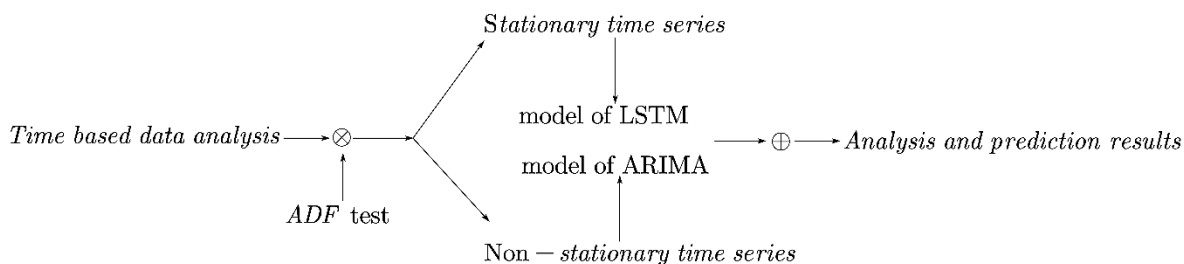 Stationary time series
model of LSTM
Time based data analysis ⊗ ⊕ Analysis and prediction results
model of ARIMA
ADF test
Non − stationary time series